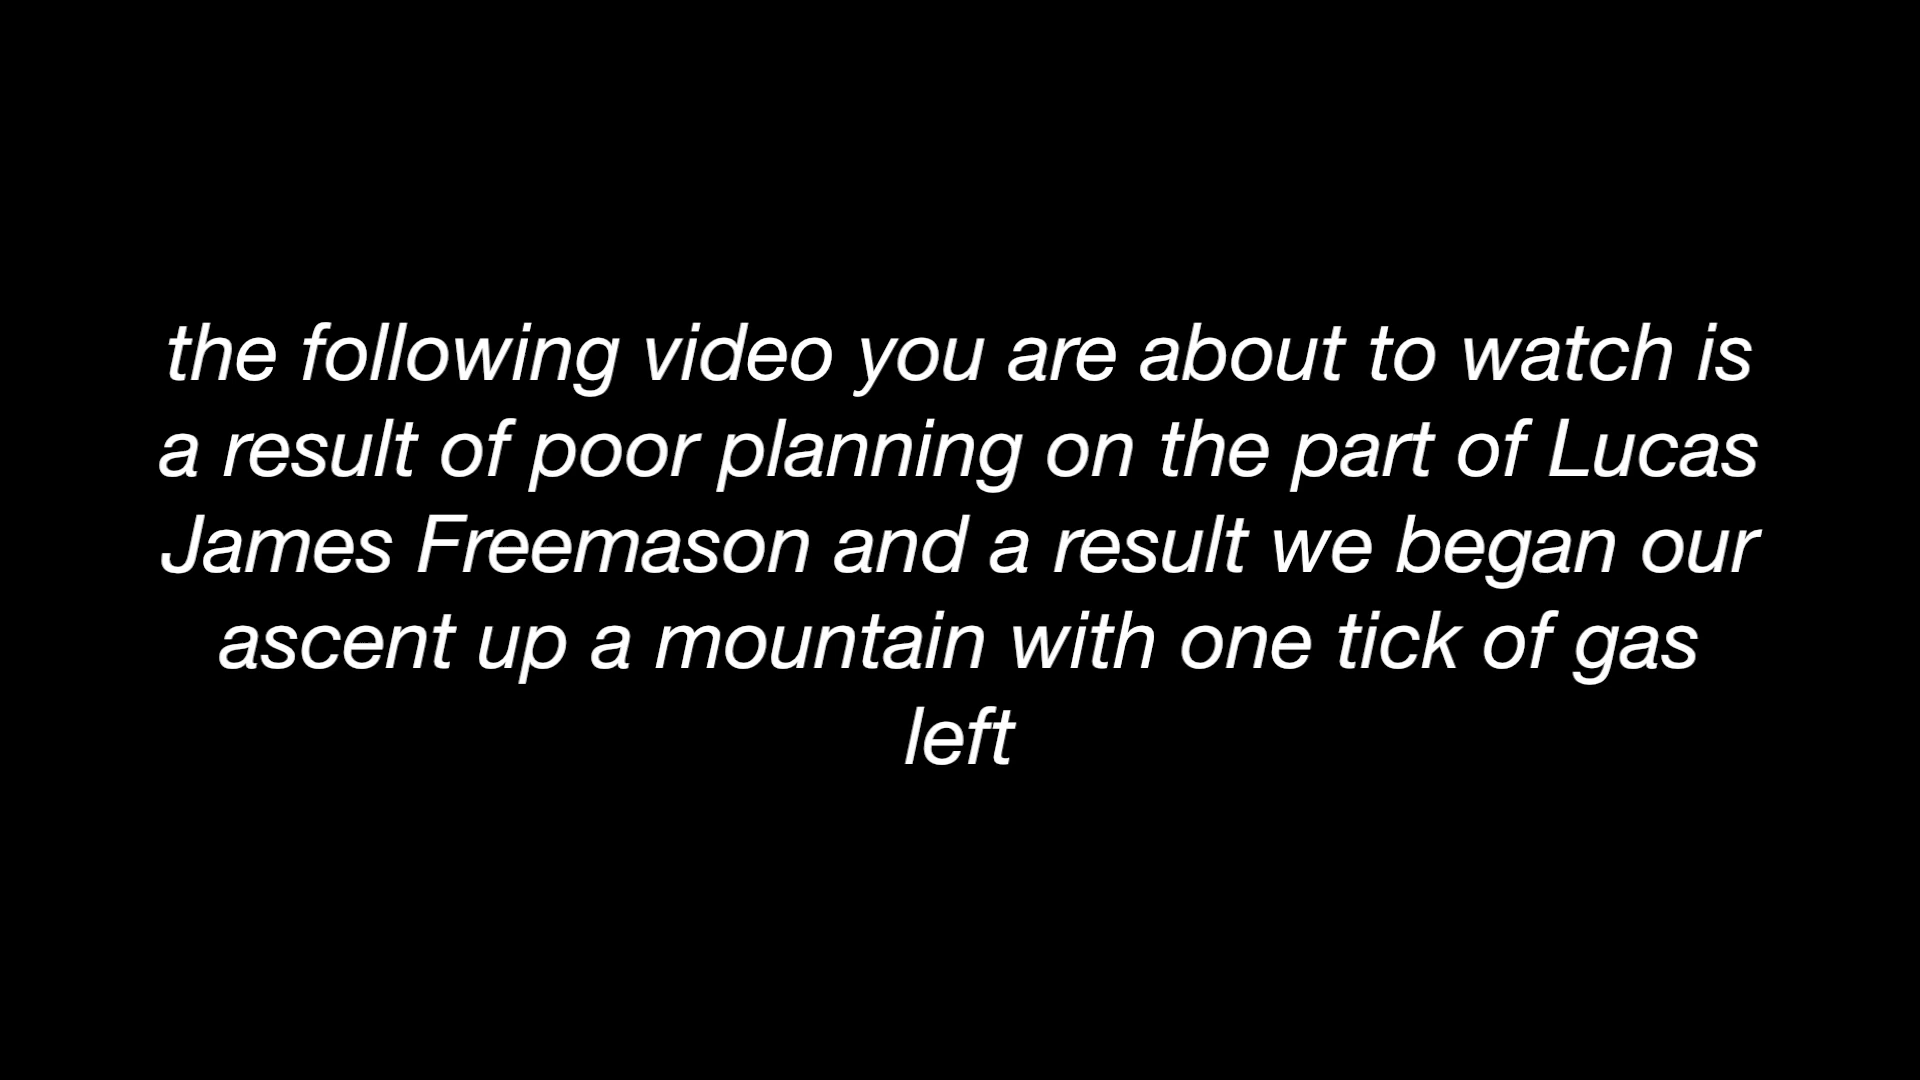 the following video you are about to watch is
a result of poor planning on the part of Lucas
James Freemason and a result we began our
ascent up a mountain with one tick of gas
left